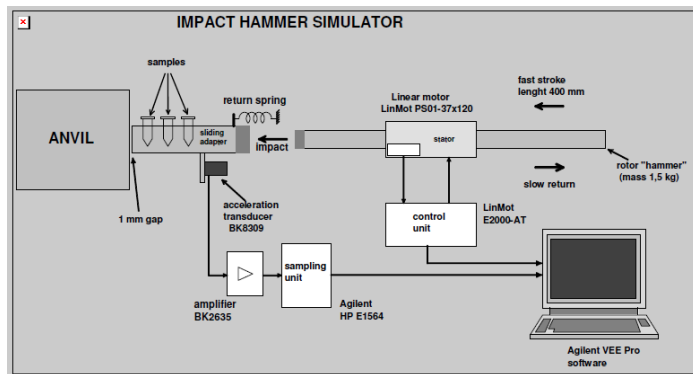 IMPACT HAMMER SIMULATOR
samples
return spring
Linear motor
LinMot PS01-37x120
fast stroke
lenght 400 mm
ANVIL
sliding
adapter
impact
stator
slow return
rotor "hammer"
(mass 1,5 kg)
1 mm gap
acceleration
transducer
BK8309
control
unit
LinMot
E2000-AT
sampling
unit
amplifier
BK2635
Agilent
HP E1564
Agilent VEE Pro
software